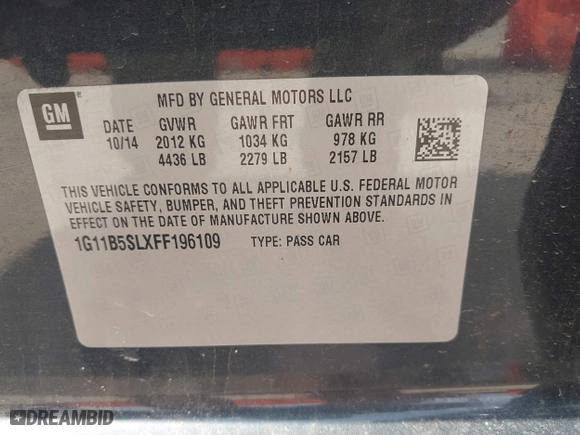 GM
MFD BY GENERAL MOTORS LLC
DATE GVWR GAWR FRT GAWR RR
10/14 2012 KG 1034 KG 978 KG
4436 LB 2279 LB 2157 LB
THIS VEHICLE CONFORMS TO ALL APPLICABLE U.S. FEDERAL MOTOR
VEHICLE SAFETY, BUMPER, AND THEFT PREVENTION STANDARDS IN
EFFECT ON THE DATE OF MANUFACTURE SHOWN ABOVE.
1G11B5SLXFF196109 TYPE: PASS CAR
DREAMBID